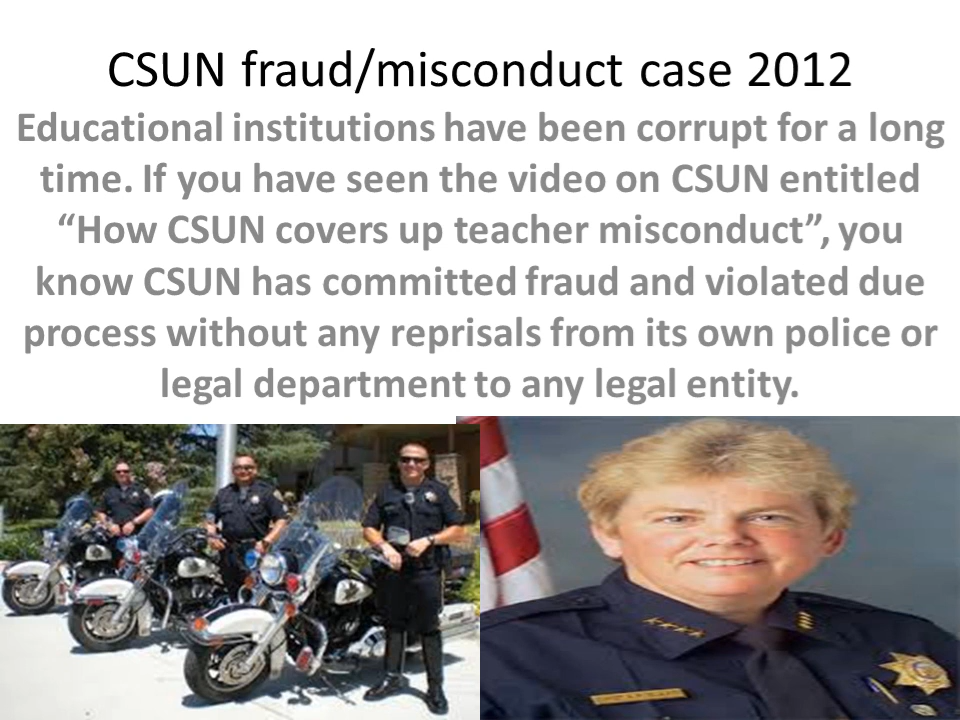 CSUN fraud/misconduct case 2012
Educational institutions have been corrupt for a long
time. If you have seen the video on CSUN entitled
“How CSUN covers up teacher misconduct”, you
know CSUN has committed fraud and violated due
process without any reprisals from its own police or
legal department to any legal entity.